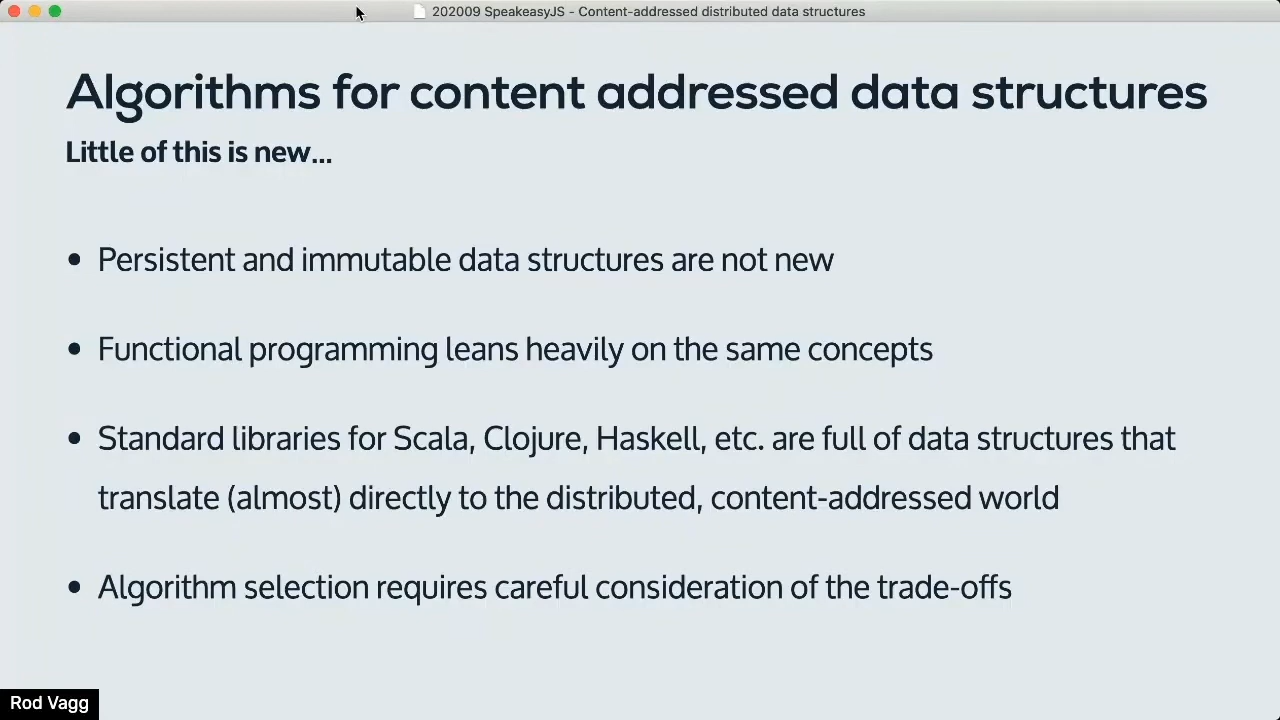 202009 SpeakeasyJS - Content-addressed distributed data structures
Algorithms for content addressed data structures
Little of this is new...
• Persistent and immutable data structures are not new
• Functional programming leans heavily on the same concepts
• Standard libraries for Scala, Clojure, Haskell, etc. are full of data structures that
translate (almost) directly to the distributed, content-addressed world
• Algorithm selection requires careful consideration of the trade-offs
Rod Vagg